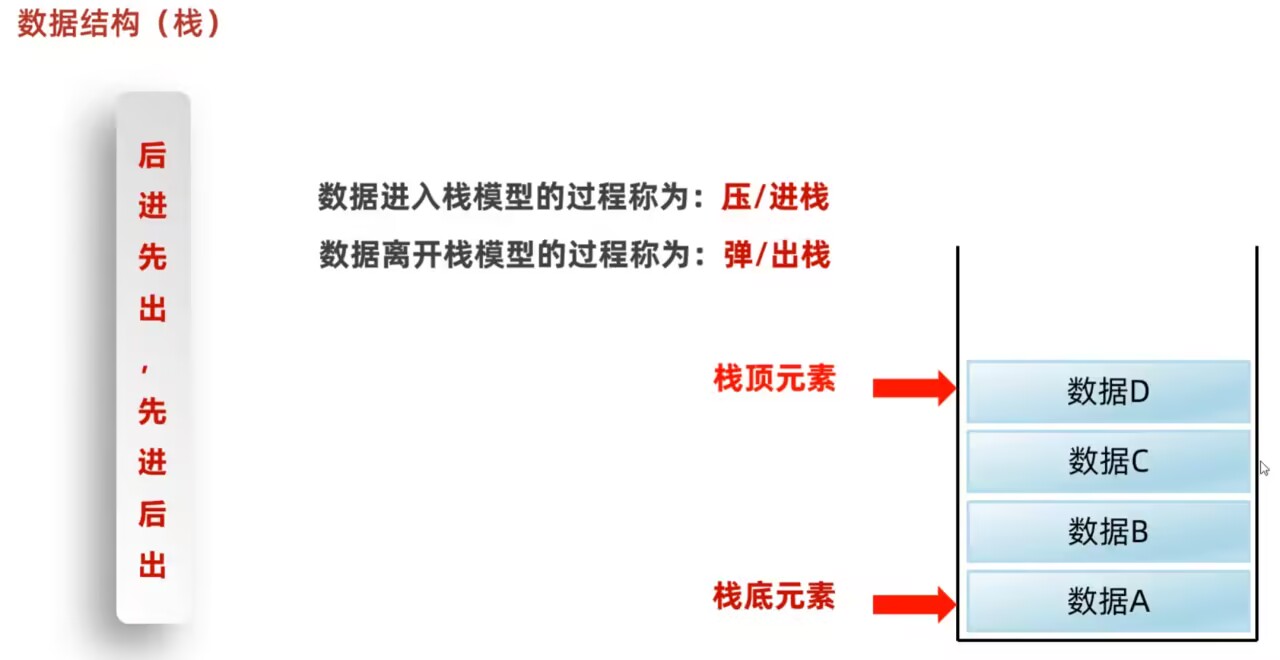 数据结构（栈）
后进先出，先进后出
数据进入栈模型的过程称为：压/进栈
数据离开栈模型的过程称为：弹/出栈
栈顶元素
数据D
数据C
数据B
栈底元素
数据A